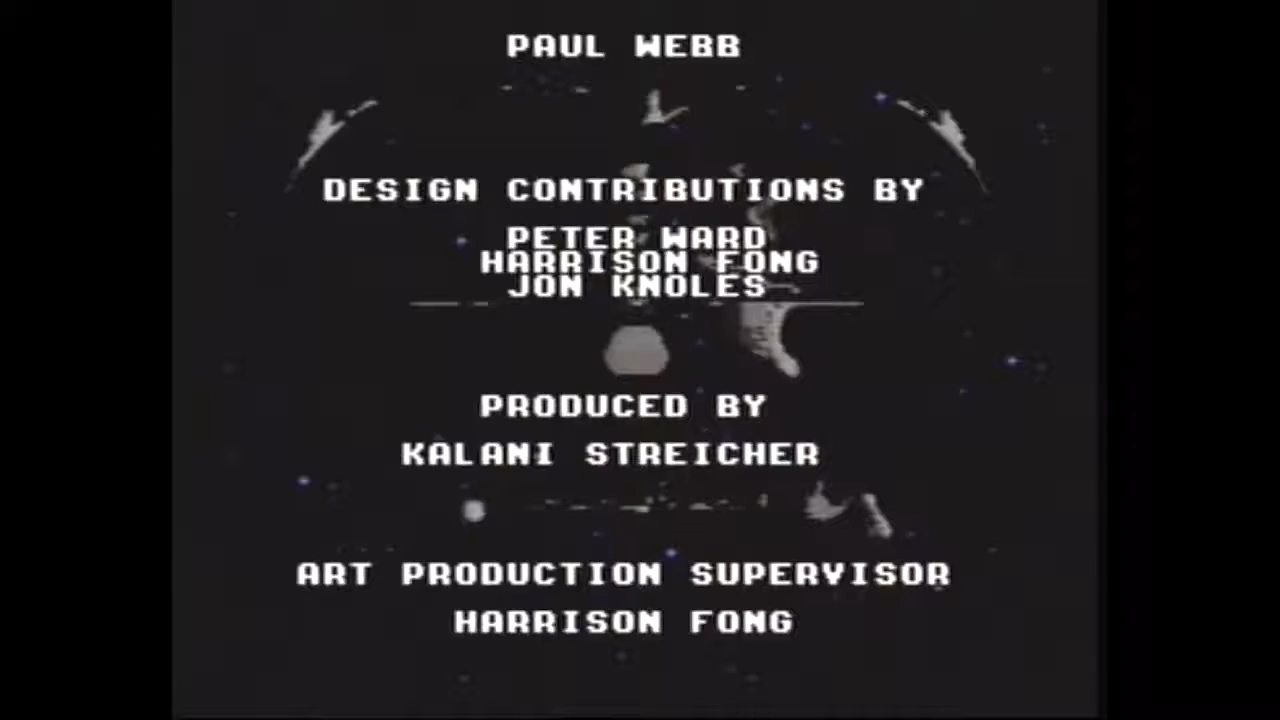 PAUL WEBB
DESIGN CONTRIBUTIONS BY
PETER WARD
HARRISON FONG
JON KNOLES
PRODUCED BY
KALANI STREICHER
ART PRODUCTION SUPERVISOR
HARRISON FONG